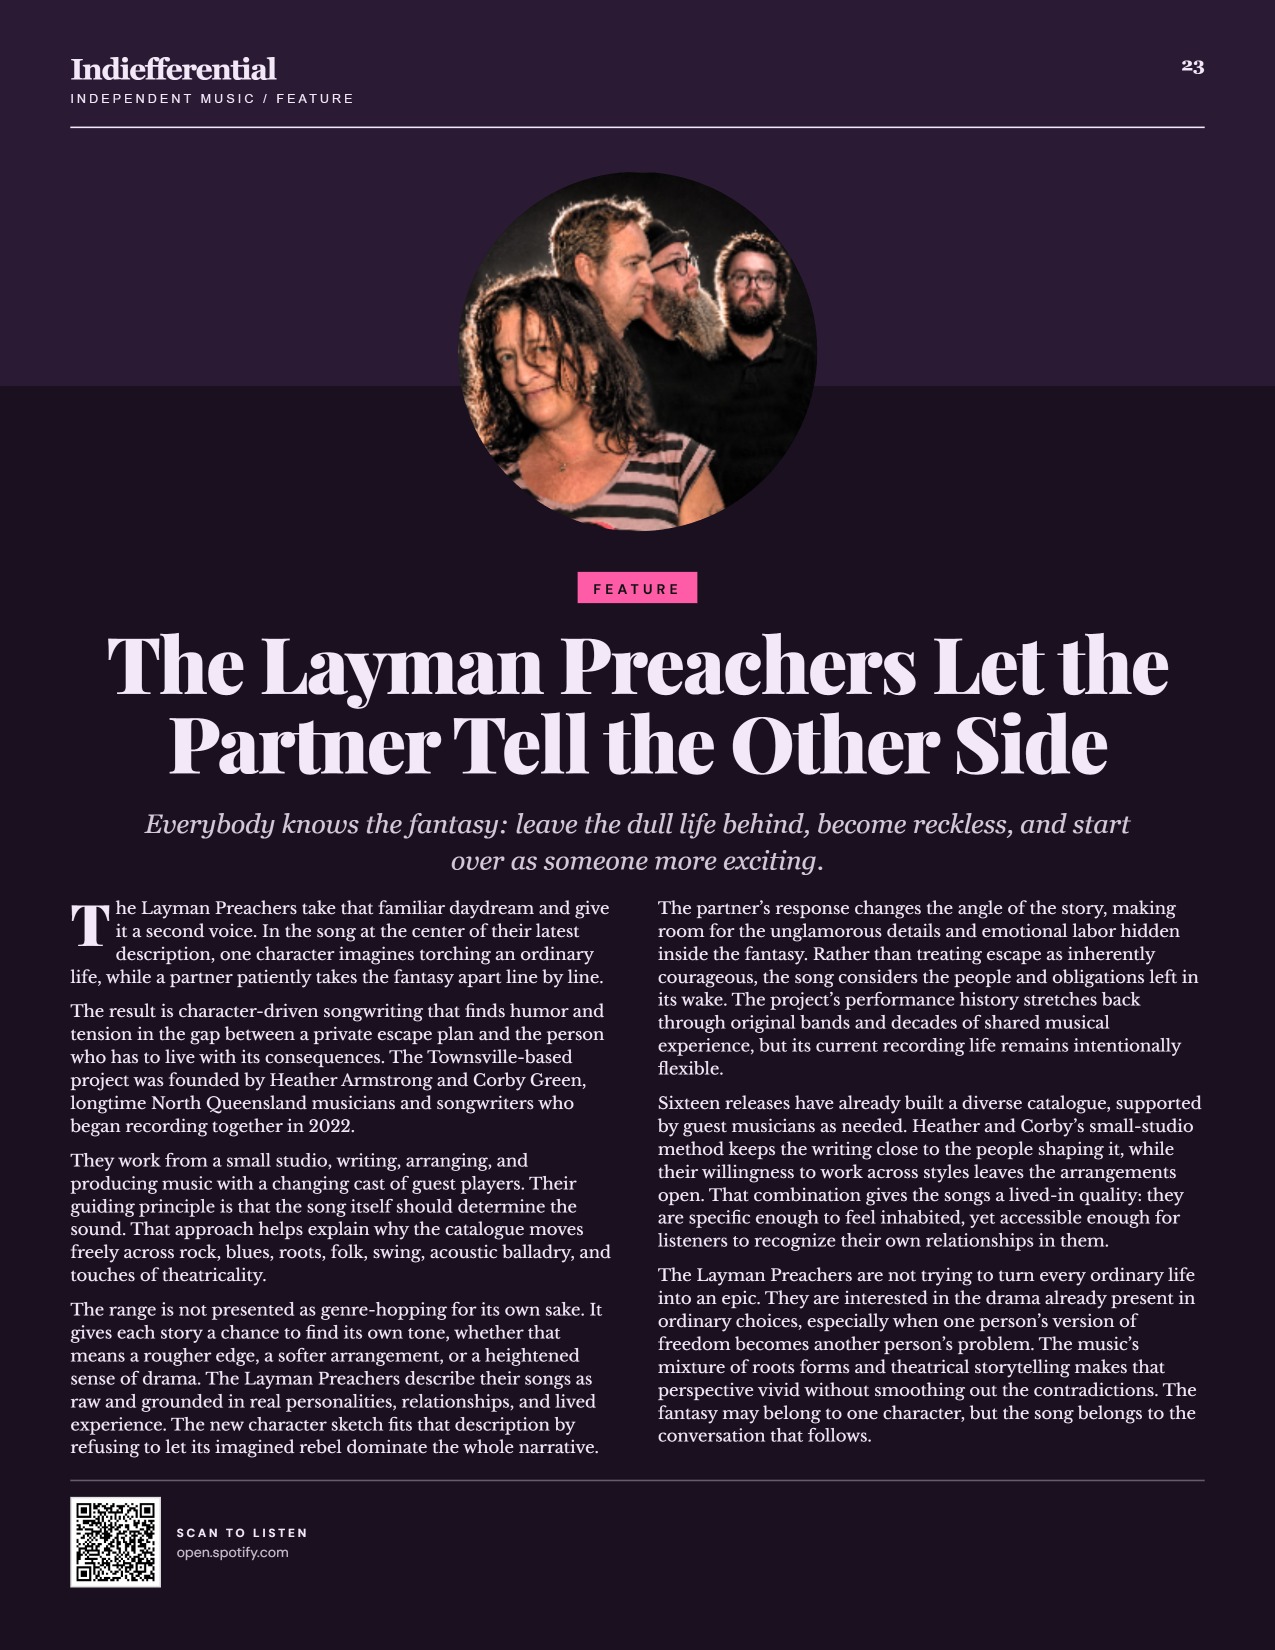 Indiefferential
INDEPENDENT MUSIC / FEATURE
23
FEATURE
The Layman Preachers Let the
Partner Tell the Other Side
Everybody knows the fantasy: leave the dull life behind, become reckless, and start
over as someone more exciting.
The Layman Preachers take that familiar daydream and give
it a second voice. In the song at the center of their latest
description, one character imagines torching an ordinary
life, while a partner patiently takes the fantasy apart line by line.
The result is character-driven songwriting that finds humor and
tension in the gap between a private escape plan and the person
who has to live with its consequences. The Townsville-based
project was founded by Heather Armstrong and Corby Green,
longtime North Queensland musicians and songwriters who
began recording together in 2022.
They work from a small studio, writing, arranging, and
producing music with a changing cast of guest players. Their
guiding principle is that the song itself should determine the
sound. That approach helps explain why the catalogue moves
freely across rock, blues, roots, folk, swing, acoustic balladry, and
touches of theatricality.
The range is not presented as genre-hopping for its own sake. It
gives each story a chance to find its own tone, whether that
means a rougher edge, a softer arrangement, or a heightened
sense of drama. The Layman Preachers describe their songs as
raw and grounded in real personalities, relationships, and lived
experience. The new character sketch fits that description by
refusing to let its imagined rebel dominate the whole narrative.
The partner's response changes the angle of the story, making
room for the unglamorous details and emotional labor hidden
inside the fantasy. Rather than treating escape as inherently
courageous, the song considers the people and obligations left in
its wake. The project's performance history stretches back
through original bands and decades of shared musical
experience, but its current recording life remains intentionally
flexible.
Sixteen releases have already built a diverse catalogue, supported
by guest musicians as needed. Heather and Corby's small-studio
method keeps the writing close to the people shaping it, while
their willingness to work across styles leaves the arrangements
open. That combination gives the songs a lived-in quality: they
are specific enough to feel inhabited, yet accessible enough for
listeners to recognize their own relationships in them.
The Layman Preachers are not trying to turn every ordinary life
into an epic. They are interested in the drama already present in
ordinary choices, especially when one person's version of
freedom becomes another person's problem. The music's
mixture of roots forms and theatrical storytelling makes that
perspective vivid without smoothing out the contradictions. The
fantasy may belong to one character, but the song belongs to the
conversation that follows.
SCAN TO LISTEN
open.spotify.com